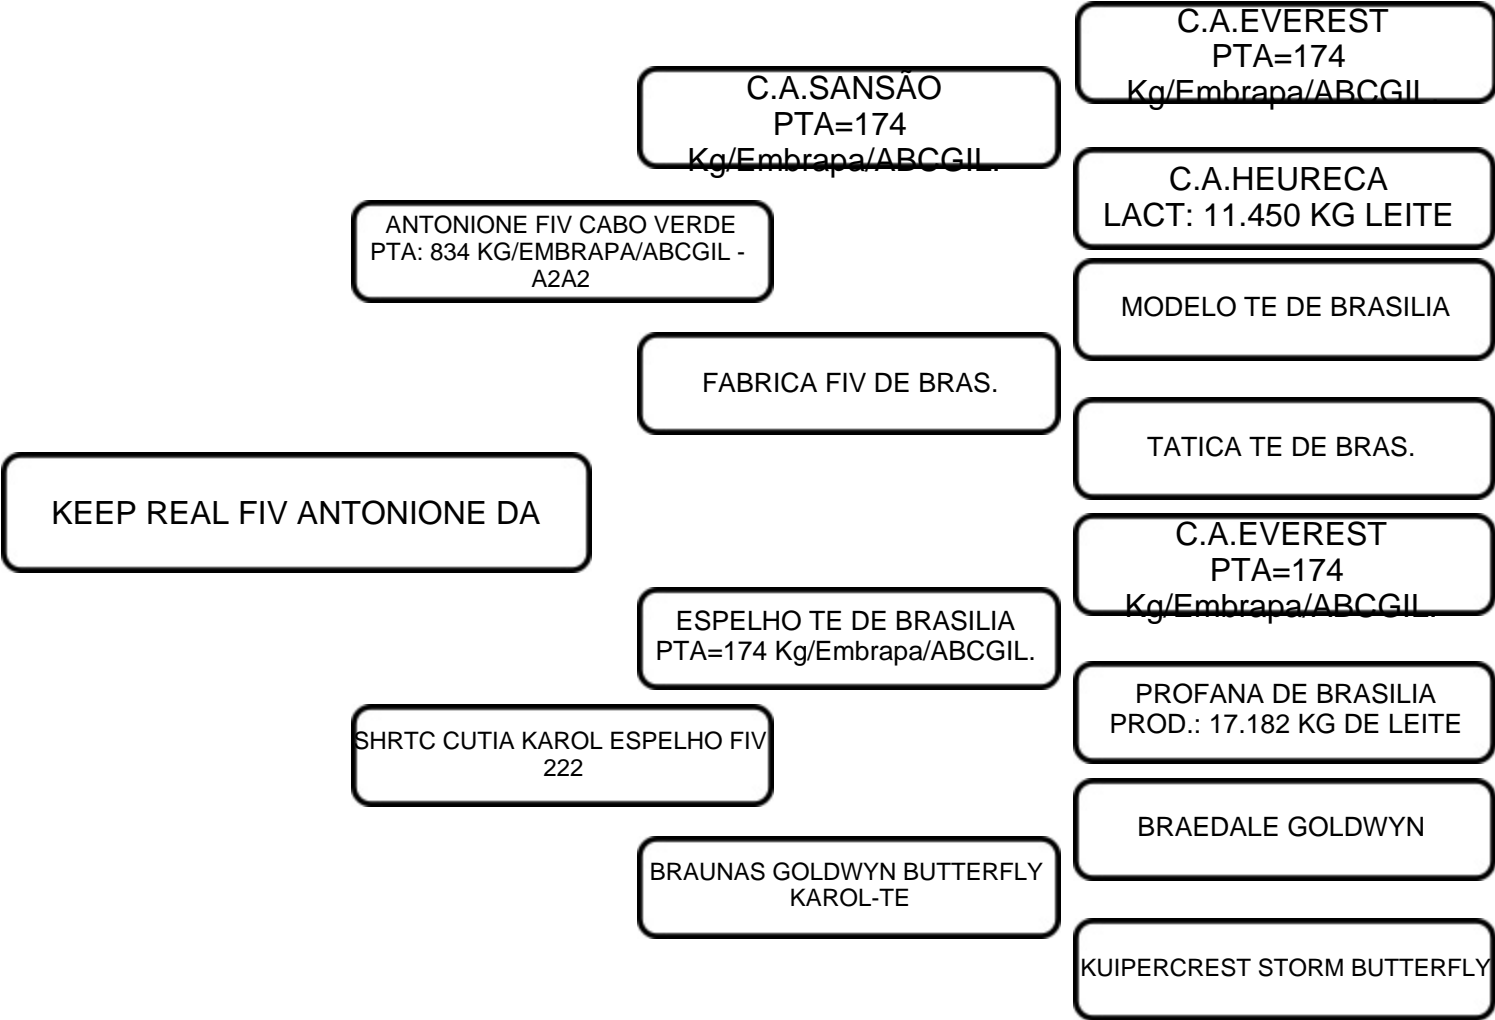 C.A.EVEREST
PTA=174
Kg/Embrapa/ABCGIL.
C.A.SANSÃO
PTA=174
Kg/Embrapa/ABCGIL.
C.A.HEURECA
LACT: 11.450 KG LEITE
ANTONIONE FIV CABO VERDE
PTA: 834 KG/EMBRAPA/ABCGIL -
A2A2
MODELO TE DE BRASILIA
FABRICA FIV DE BRAS.
TATICA TE DE BRAS.
KEEP REAL FIV ANTONIONE DA
C.A.EVEREST
PTA=174
Kg/Embrapa/ABCGIL.
ESPELHO TE DE BRASILIA
PTA=174 Kg/Embrapa/ABCGIL.
PROFANA DE BRASILIA
PROD.: 17.182 KG DE LEITE
SHRTC CUTIA KAROL ESPELHO FIV
222
BRAEDALE GOLDWYN
BRAUNAS GOLDWYN BUTTERFLY
KAROL-TE
KUIPERCREST STORM BUTTERFLY